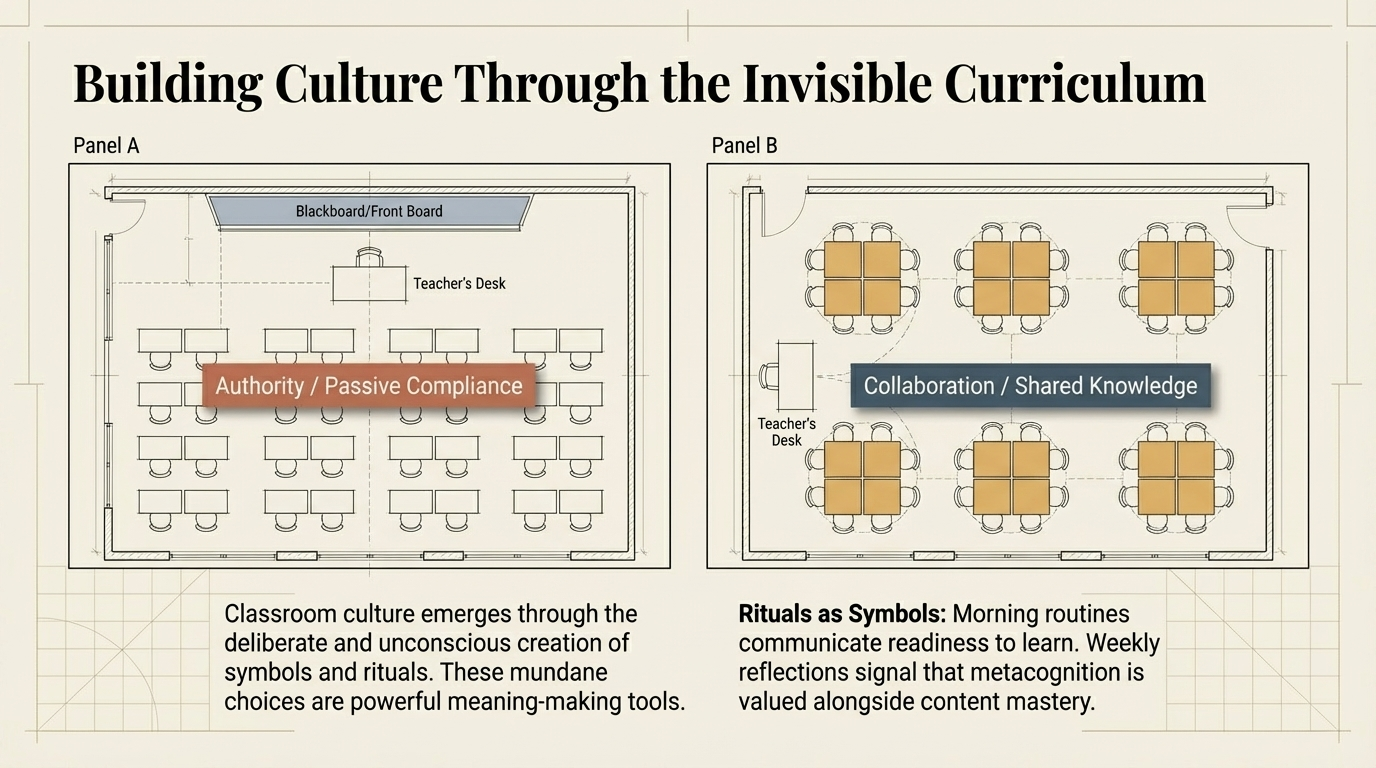 Building Culture Through the Invisible Curriculum
Panel A
Blackboard/Front Board
Teacher's Desk
Authority / Passive Compliance
Panel B
Collaboration / Shared Knowledge
Teacher's
Desk
Classroom culture emerges through the
deliberate and unconscious creation of
symbols and rituals. These mundane
choices are powerful meaning-making tools.
Rituals as Symbols: Morning routines
communicate readiness to learn. Weekly
reflections signal that metacognition is
valued alongside content mastery.